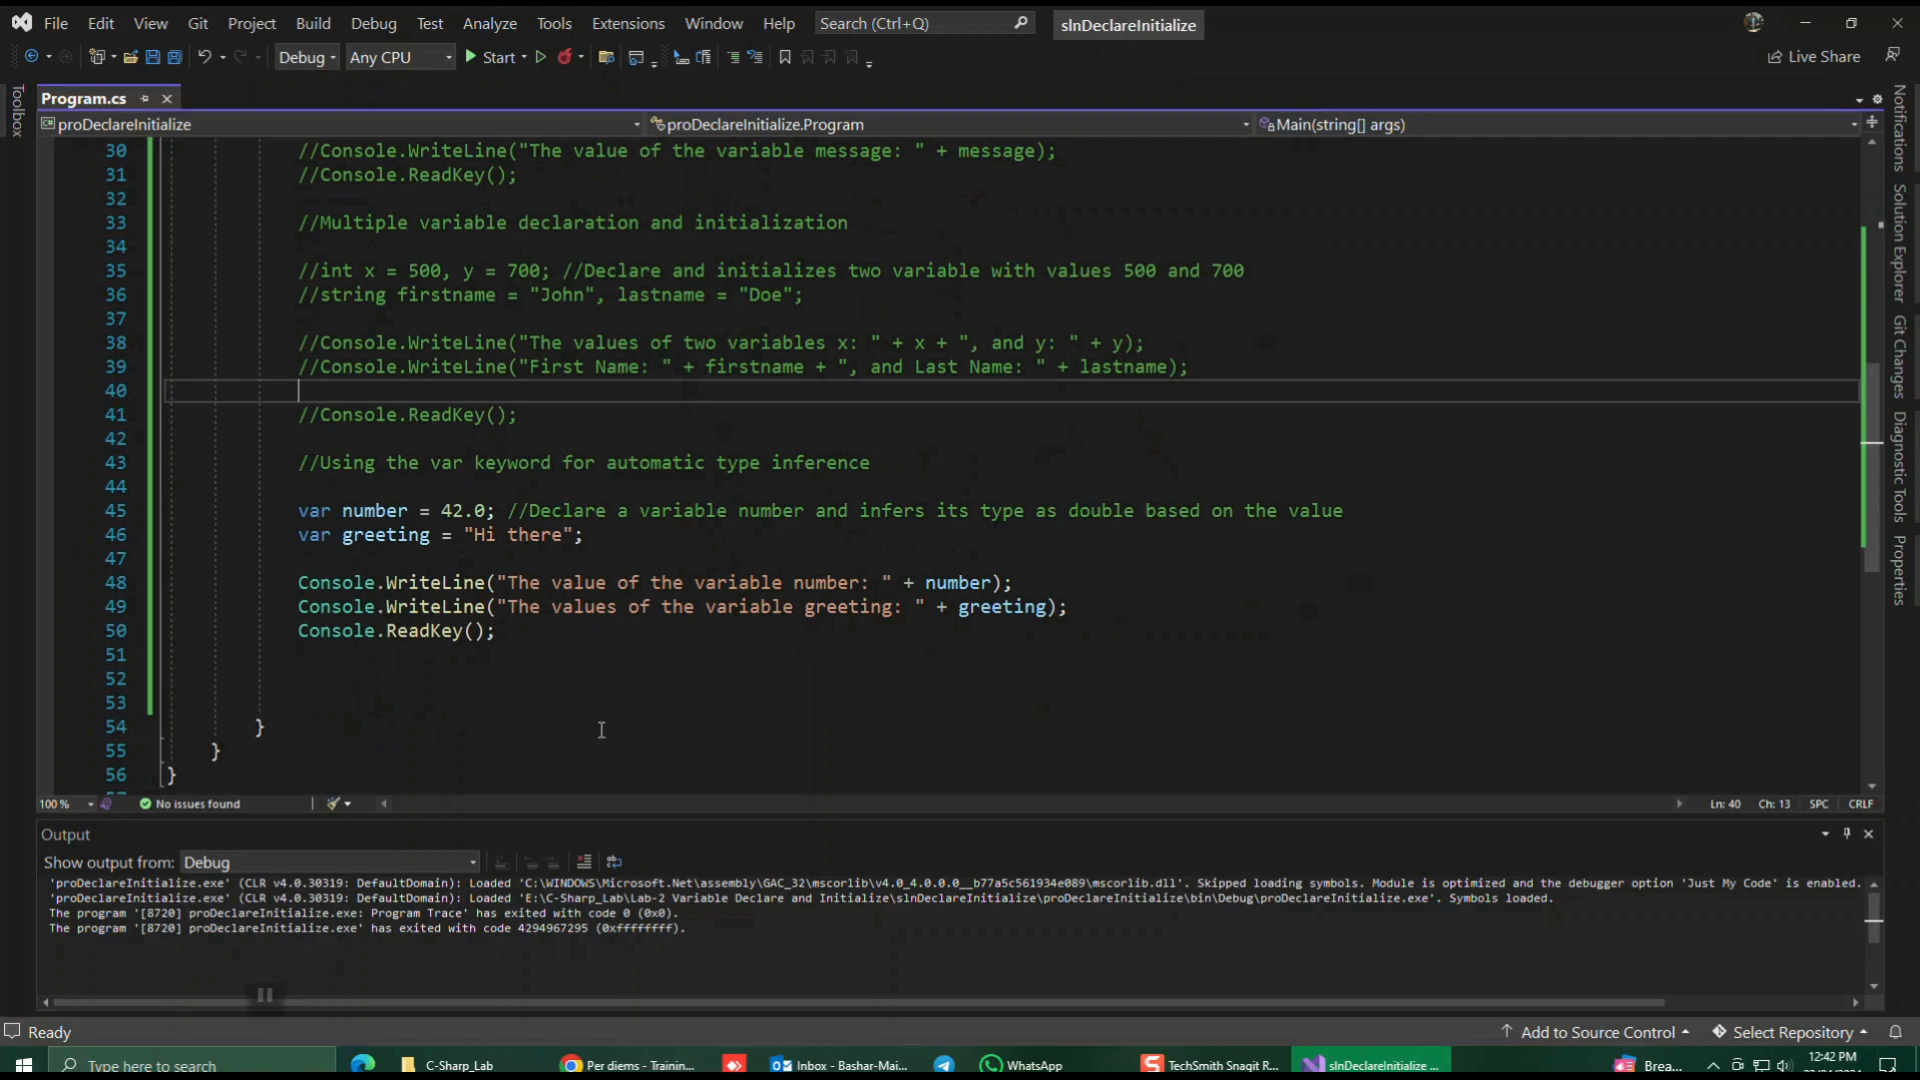 File Edit View Git Project Build Debug Test Analyze Tools Extensions Window Help Search (Ctrl+Q) slnDeclareInitialize
Debug Any CPU Start Live Share
Toolbox
Program.cs
proDeclareInitialize proDeclareInitialize.Program Main(string[] args)
30 //Console.WriteLine("The value of the variable message: " + message);
31 //Console.ReadKey();
32
33 //Multiple variable declaration and initialization
34
35 //int x = 500, y = 700; //Declare and initializes two variable with values 500 and 700
36 //string firstname = "John", lastname = "Doe";
37
38 //Console.WriteLine("The values of two variables x: " + x + ", and y: " + y);
39 //Console.WriteLine("First Name: " + firstname + ", and Last Name: " + lastname);
40
41 //Console.ReadKey();
42
43 //Using the var keyword for automatic type inference
44
45 var number = 42.0; //Declare a variable number and infers its type as double based on the value
46 var greeting = "Hi there";
47
48 Console.WriteLine("The value of the variable number: " + number);
49 Console.WriteLine("The values of the variable greeting: " + greeting);
50 Console.ReadKey();
51
52
53
54 }
55 }
56 }
100 % No issues found Ln: 40 Ch: 13 SPC CRLF
Notifications
Solution Explorer
Git Changes
Diagnostic Tools
Properties
Output
Show output from: Debug
'proDeclareInitialize.exe' (CLR v4.0.30319: DefaultDomain): Loaded 'C:\WINDOWS\Microsoft.Net\assembly\GAC_32\mscorlib\v4.0_4.0.0.0__b77a5c561934e089\mscorlib.dll'. Skipped loading symbols. Module is optimized and the debugger option 'Just My Code' is enabled.
'proDeclareInitialize.exe' (CLR v4.0.30319: DefaultDomain): Loaded 'E:\C-Sharp_Lab\Lab-2 Variable Declare and Initialize\slnDeclareInitialize\proDeclareInitialize\bin\Debug\proDeclareInitialize.exe'. Symbols loaded.
The program '[8720] proDeclareInitialize.exe: Program Trace' has exited with code 0 (0x0).
The program '[8720] proDeclareInitialize.exe' has exited with code 4294967295 (0xffffffff).
Ready Add to Source Control Select Repository
Type here to search C-Sharp_Lab Per diems - Trainin... Inbox - Bashar-Mai... WhatsApp TechSmith Snagit R... slnDeclareInitialize ... Brea... 12:42 PM